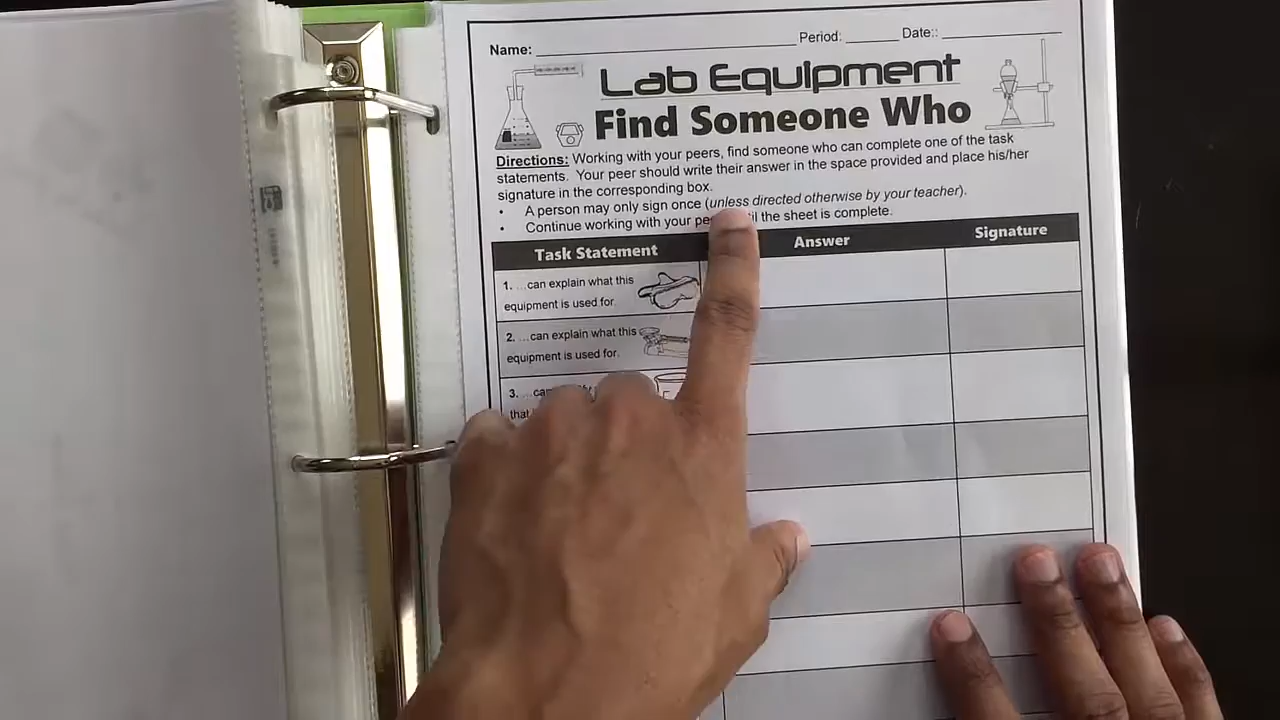 Name: Period: Date::
Lab Equipment
Find Someone Who
Directions: Working with your peers, find someone who can complete one of the task
statements. Your peer should write their answer in the space provided and place his/her
signature in the corresponding box.
• A person may only sign once (unless directed otherwise by your teacher).
• Continue working with your the sheet is complete.
Task Statement Answer Signature
1. ...can explain what this
equipment is used for.
2. ...can explain what this
equipment is used for.
3.